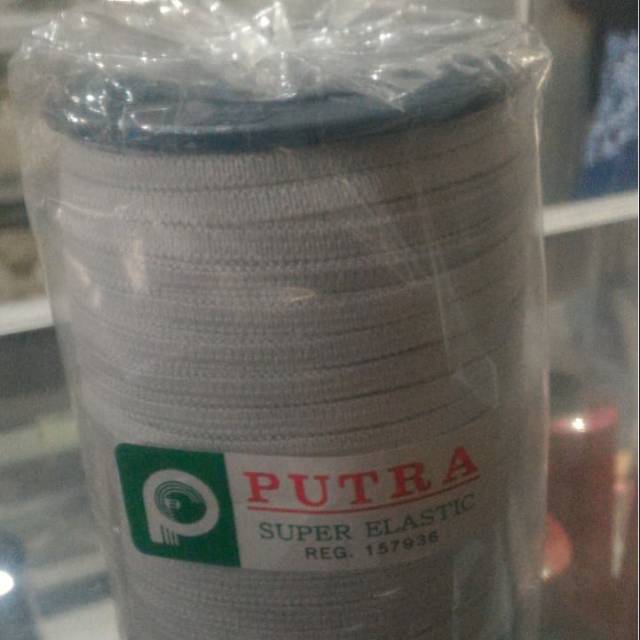 PUTRA
SUPER ELASTIC
REG. 157936